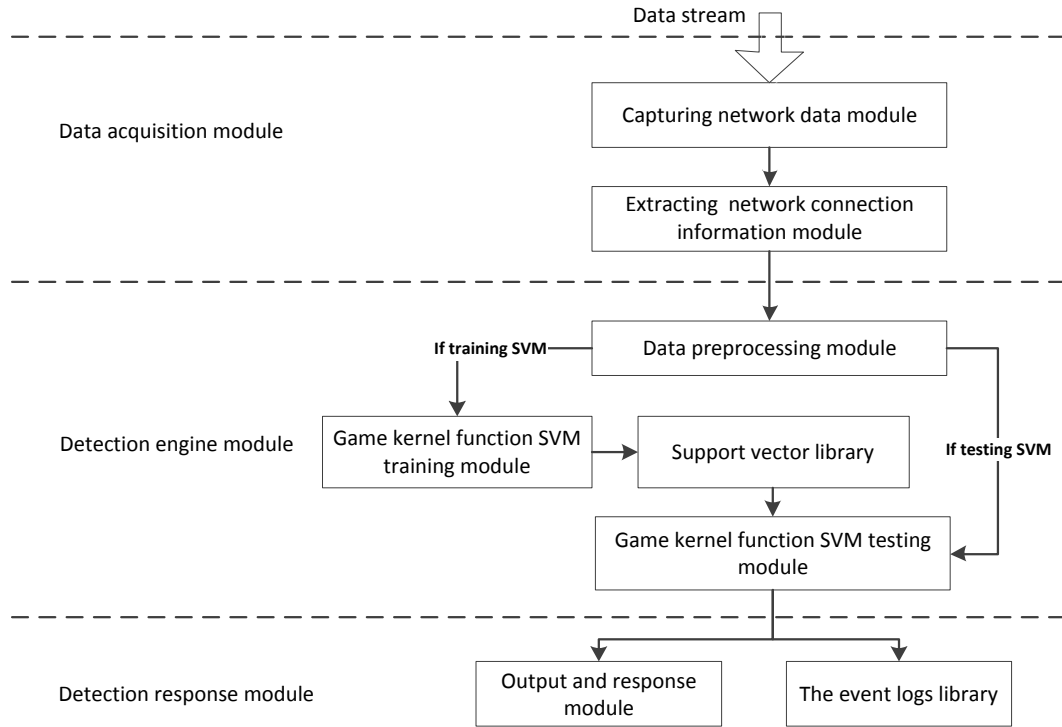 Data stream
Data acquisition module
Capturing network data module
Extracting network connection
information module
Data preprocessing module
If training SVM
If testing SVM
Detection engine module
Game kernel function SVM
training module
Support vector library
Game kernel function SVM testing
module
Detection response module
Output and response
module
The event logs library